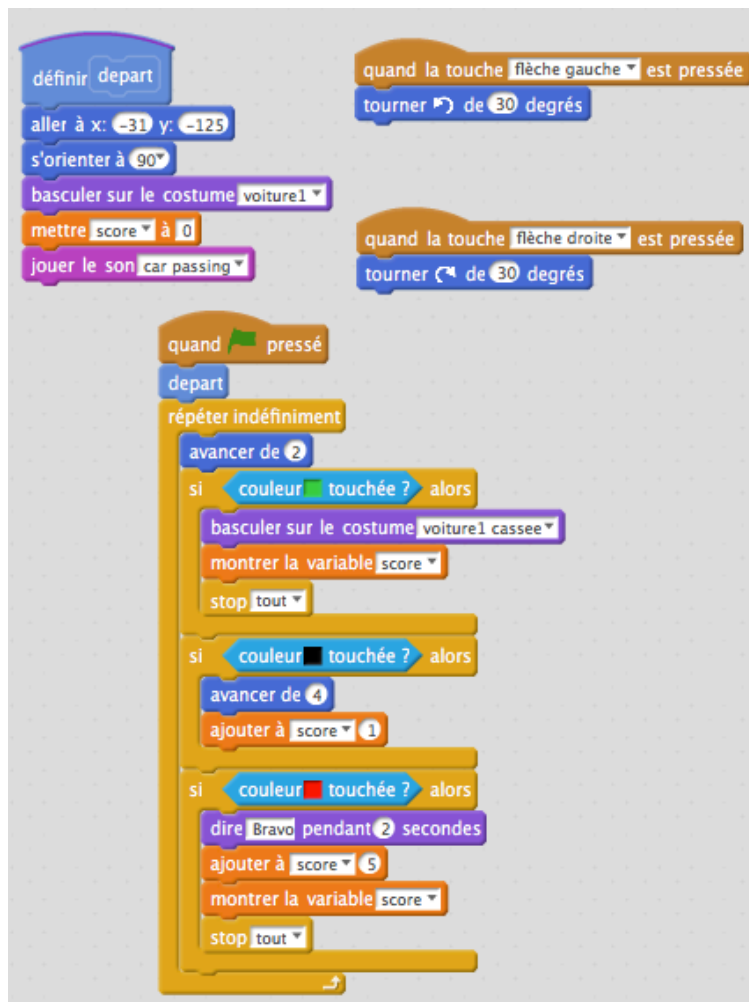 définir depart
aller à x: -31 y: -125
s'orienter à 90
basculer sur le costume voiture1
mettre score à 0
jouer le son car passing
quand la touche flèche gauche est pressée
tourner de 30 degrés
quand la touche flèche droite est pressée
tourner de 30 degrés
quand pressé
depart
répéter indéfiniment
avancer de 2
si couleur touchée ? alors
basculer sur le costume voiture1 cassee
montrer la variable score
stop tout
si couleur touchée ? alors
avancer de 4
ajouter à score 1
si couleur touchée ? alors
dire Bravo pendant 2 secondes
ajouter à score 5
montrer la variable score
stop tout